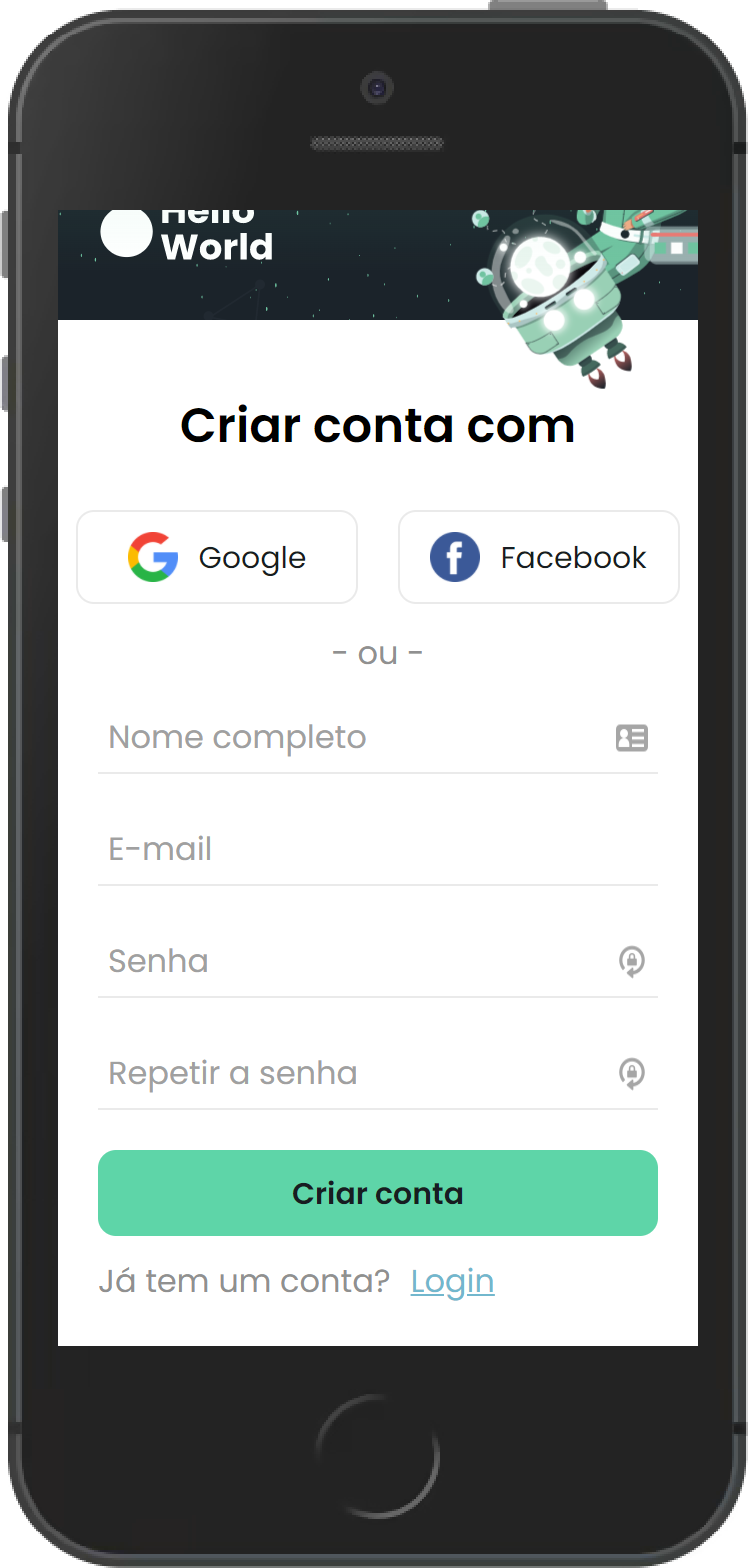 Hello
World
Criar conta com
Google
Facebook
- ou -
Nome completo
E-mail
Senha
Repetir a senha
Criar conta
Já tem um conta? Login